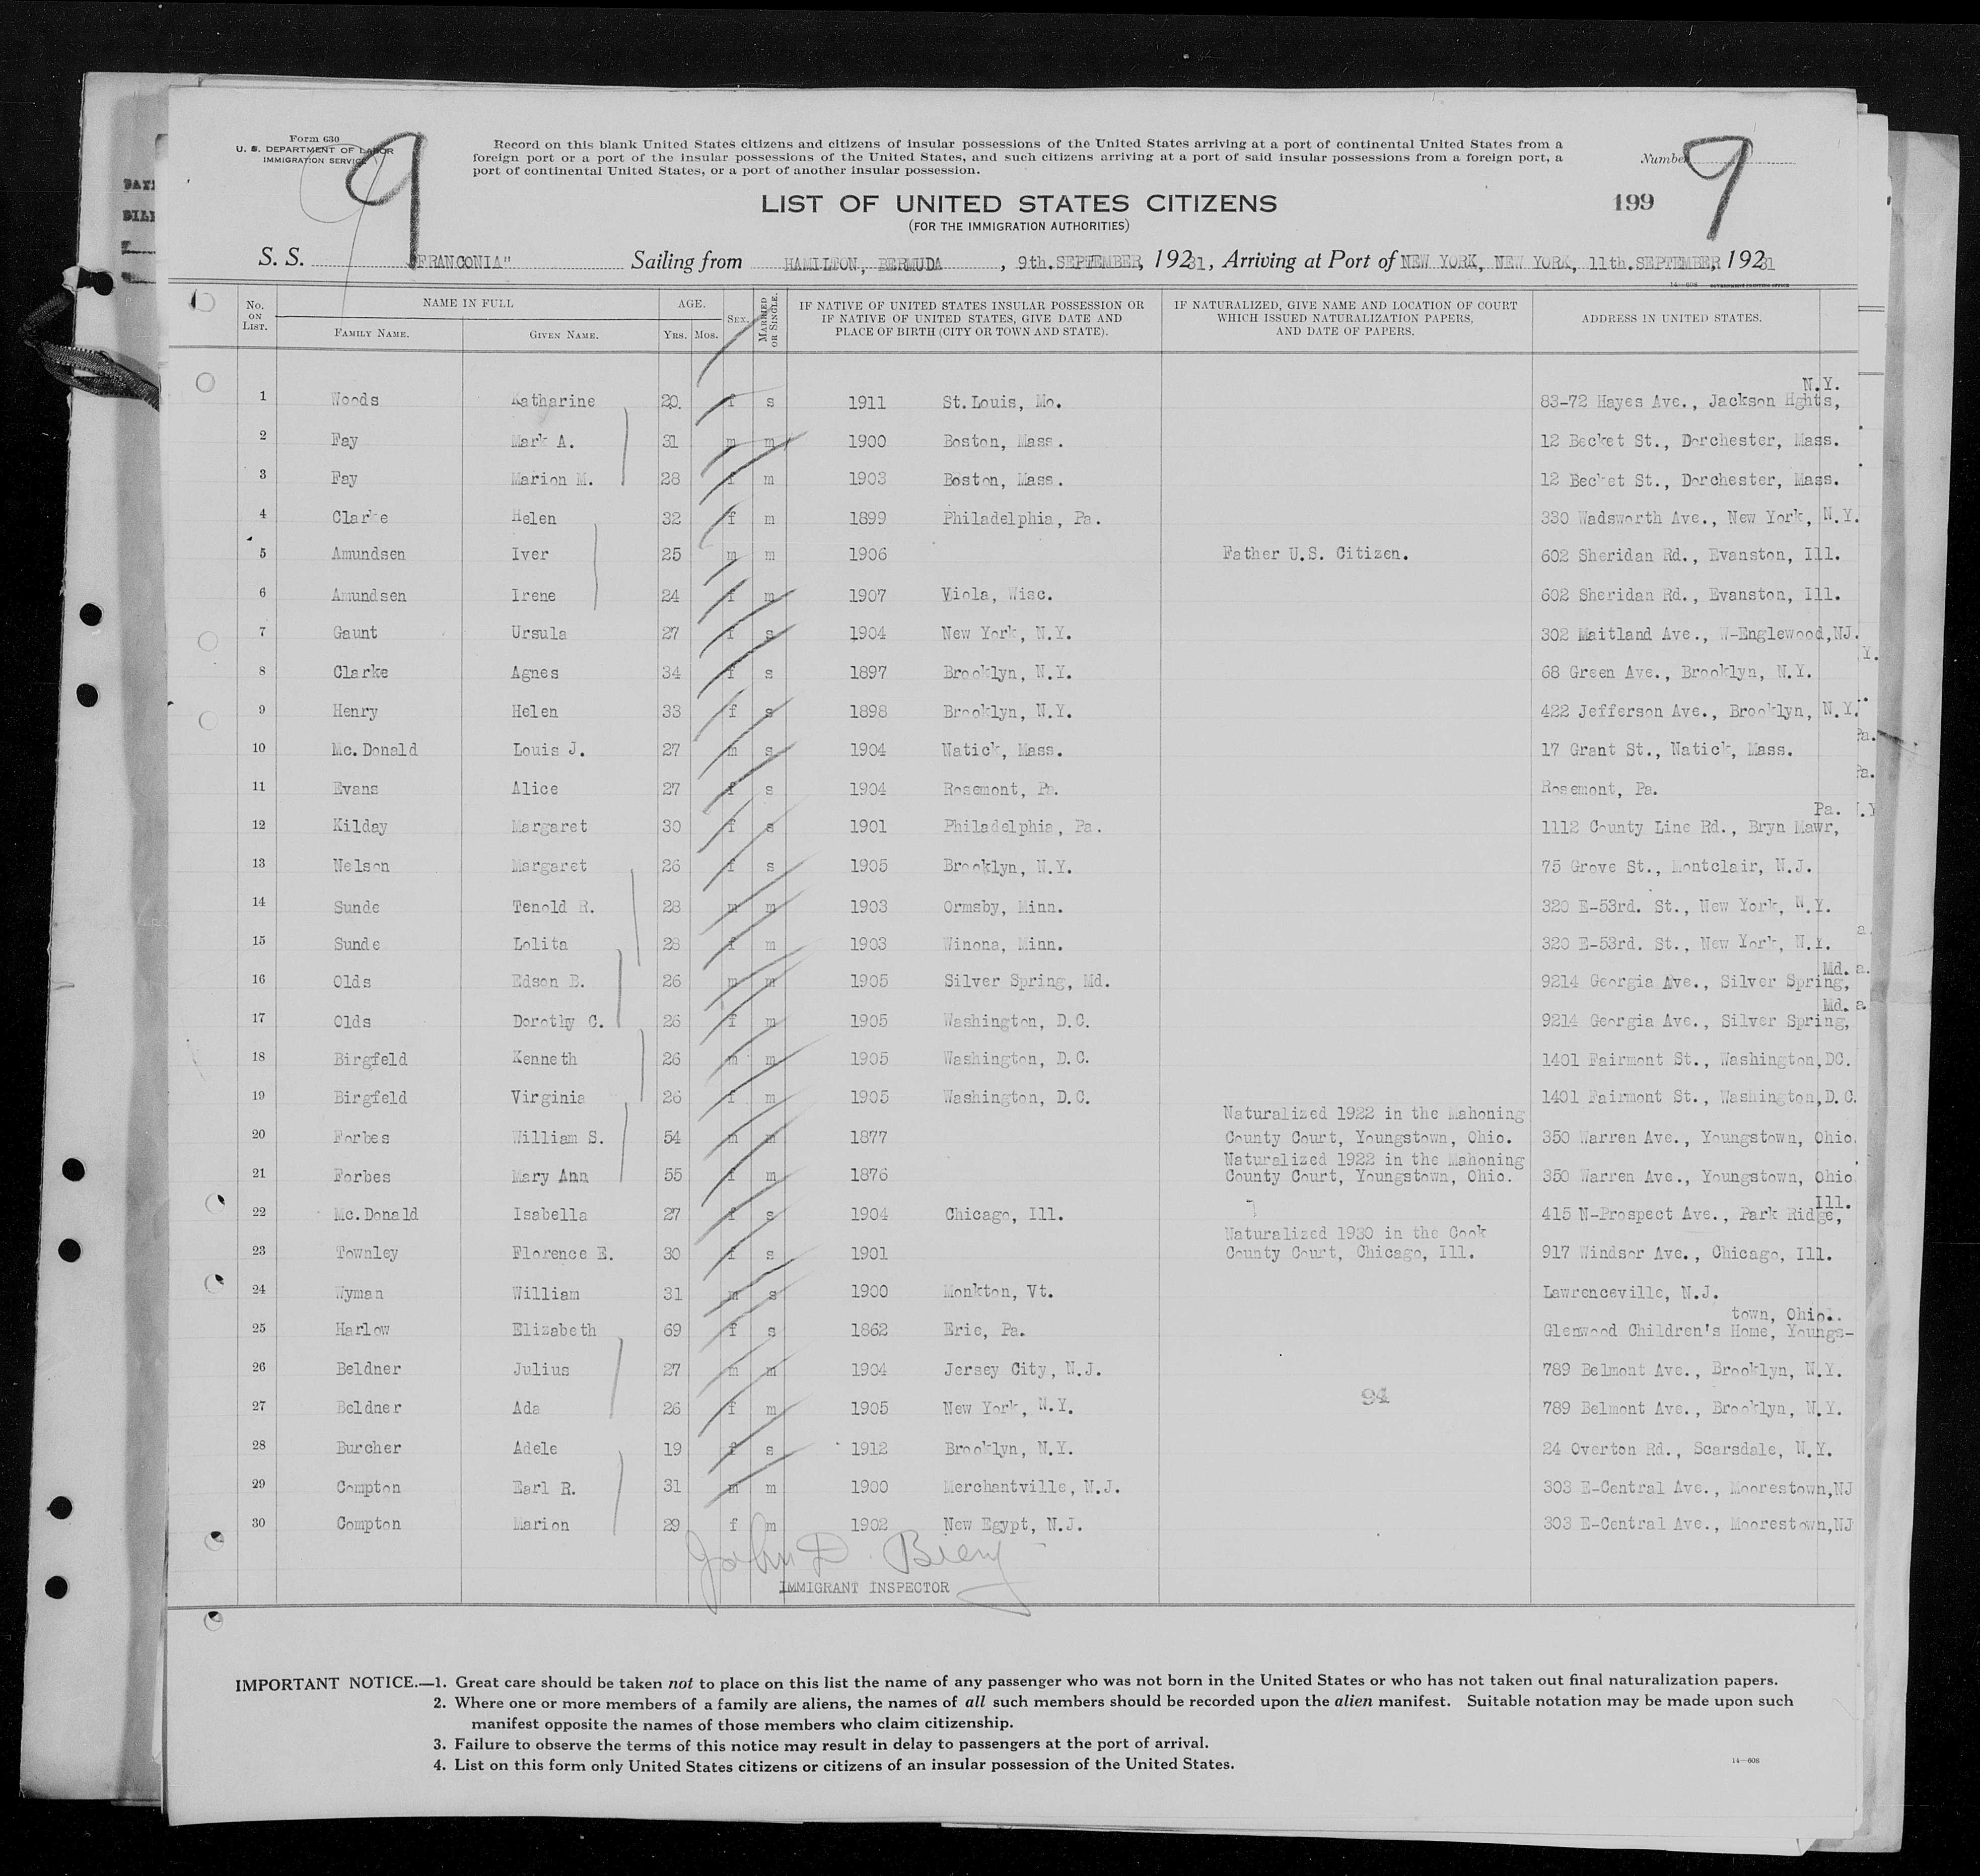 Form 630
U. S. DEPARTMENT OF LABOR
IMMIGRATION SERVICE
9
Record on this blank United States citizens and citizens of insular possessions of the United States arriving at a port of continental United States from a
foreign port or a port of the insular possessions of the United States, and such citizens arriving at a port of said insular possessions from a foreign port, a
port of continental United States, or a port of another insular possession.
Number 9
LIST OF UNITED STATES CITIZENS
199
(FOR THE IMMIGRATION AUTHORITIES)
S. S. "FRANCONIA" Sailing from HAMILTON, BERMUDA, 9th.SEPTEMBER, 19231, Arriving at Port of NEW YORK, NEW YORK, 11th.SEPTEMBER, 19231
14—608 GOVERNMENT PRINTING OFFICE
No. ON LIST. NAME IN FULL FAMILY NAME. GIVEN NAME. AGE. YRS. MOS. SEX. MARRIED OR SINGLE. IF NATIVE OF UNITED STATES INSULAR POSSESSION OR IF NATIVE OF UNITED STATES, GIVE DATE AND PLACE OF BIRTH (CITY OR TOWN AND STATE). IF NATURALIZED, GIVE NAME AND LOCATION OF COURT WHICH ISSUED NATURALIZATION PAPERS, AND DATE OF PAPERS. ADDRESS IN UNITED STATES.
N.Y.
1 Woods Katharine 20. f s 1911 St.Louis, Mo. 83-72 Hayes Ave., Jackson Hghts,
2 Fay Mark A. 31 m m 1900 Boston, Mass. 12 Becket St., Dorchester, Mass.
3 Fay Marion M. 28 f m 1903 Boston, Mass. 12 Becket St., Dorchester, Mass.
4 Clarke Helen 32 f m 1899 Philadelphia, Pa. 330 Wadsworth Ave., New York, N.Y.
5 Amundsen Iver 25 m m 1906 Father U.S. Citizen. 602 Sheridan Rd., Evanston, Ill.
6 Amundsen Irene 24 f m 1907 Viola, Wisc. 602 Sheridan Rd., Evanston, Ill.
7 Gaunt Ursula 27 f s 1904 New York, N.Y. 302 Maitland Ave., W-Englewood,NJ.
8 Clarke Agnes 34 f s 1897 Brooklyn, N.Y. 68 Green Ave., Brooklyn, N.Y.
9 Henry Helen 33 f s 1898 Brooklyn, N.Y. 422 Jefferson Ave., Brooklyn, N.Y.
10 Mc.Donald Louis J. 27 m s 1904 Natick, Mass. 17 Grant St., Natick, Mass.
11 Evans Alice 27 f s 1904 Rosemont, Pa. Rosemont, Pa.
Pa.
12 Kilday Margaret 30 f s 1901 Philadelphia, Pa. 1112 County Line Rd., Bryn Mawr,
13 Nelson Margaret 26 f s 1905 Brooklyn, N.Y. 75 Grove St., Montclair, N.J.
14 Sunde Tenold R. 28 m m 1903 Ormsby, Minn. 320 E-53rd. St., New York, N.Y.
15 Sunde Lolita 28 f m 1903 Winona, Minn. 320 E-53rd. St., New York, N.Y.
Md.
16 Olds Edson B. 26 m m 1905 Silver Spring, Md. 9214 Georgia Ave., Silver Spring,
Md.
17 Olds Dorothy C. 26 f m 1905 Washington, D.C. 9214 Georgia Ave., Silver Spring,
18 Birgfeld Kenneth 26 m m 1905 Washington, D.C. 1401 Fairmont St., Washington,DC.
19 Birgfeld Virginia 26 f m 1905 Washington, D.C. 1401 Fairmont St., Washington,D.C.
Naturalized 1922 in the Mahoning
20 Forbes William S. 54 m m 1877 County Court, Youngstown, Ohio. 350 Warren Ave., Youngstown, Ohio.
Naturalized 1922 in the Mahoning
21 Forbes Mary Ann 55 f m 1876 County Court, Youngstown, Ohio. 350 Warren Ave., Youngstown, Ohio
Ill.
22 Mc.Donald Isabella 27 f s 1904 Chicago, Ill. 415 N-Prospect Ave., Park Ridge,
Naturalized 1930 in the Cook
23 Townley Florence E. 30 f s 1901 County Court, Chicago, Ill. 917 Windsor Ave., Chicago, Ill.
24 Wyman William 31 m s 1900 Monkton, Vt. Lawrenceville, N.J.
town, Ohio.
25 Harlow Elizabeth 69 f s 1862 Erie, Pa. Glenwood Children's Home, Youngs-
26 Beldner Julius 27 m m 1904 Jersey City, N.J. 789 Belmont Ave., Brooklyn, N.Y.
94
27 Beldner Ada 26 f m 1905 New York, N.Y. 789 Belmont Ave., Brooklyn, N.Y.
28 Burcher Adele 19 f s 1912 Brooklyn, N.Y. 24 Overton Rd., Scarsdale, N.Y.
29 Compton Earl R. 31 m m 1900 Merchantville, N.J. 303 E-Central Ave., Moorestown,NJ
30 Compton Marion 29 f m 1902 New Egypt, N.J. 303 E-Central Ave., Moorestown,NJ
John D.
IMMIGRANT INSPECTOR
IMPORTANT NOTICE.—1. Great care should be taken not to place on this list the name of any passenger who was not born in the United States or who has not taken out final naturalization papers.
2. Where one or more members of a family are aliens, the names of all such members should be recorded upon the alien manifest. Suitable notation may be made upon such
manifest opposite the names of those members who claim citizenship.
3. Failure to observe the terms of this notice may result in delay to passengers at the port of arrival.
4. List on this form only United States citizens or citizens of an insular possession of the United States.
14—608